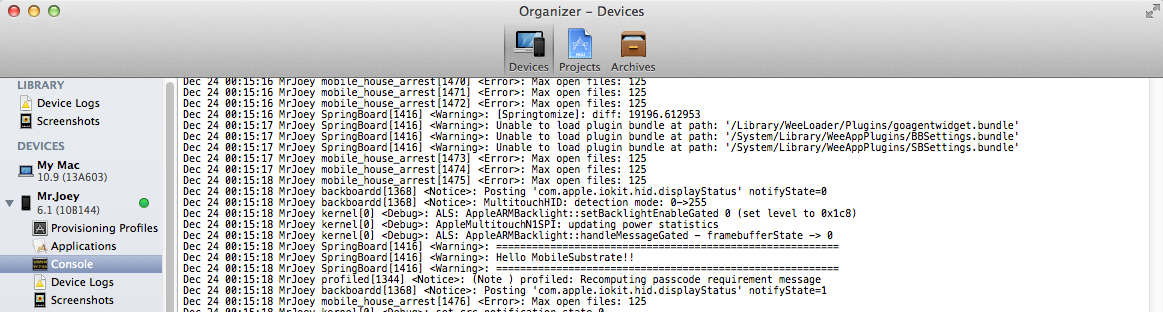 Organizer – Devices
Devices Projects Archives
LIBRARY
Device Logs
Screenshots
DEVICES
My Mac
10.9 (13A603)
Mr.Joey
6.1 (10B144)
Provisioning Profiles
Applications
Console
Device Logs
Screenshots
Dec 24 00:15:16 MrJoey mobile_house_arrest[1470] <Error>: Max open files: 125
Dec 24 00:15:16 MrJoey mobile_house_arrest[1471] <Error>: Max open files: 125
Dec 24 00:15:16 MrJoey mobile_house_arrest[1472] <Error>: Max open files: 125
Dec 24 00:15:16 MrJoey SpringBoard[1416] <Warning>: [Springtomize]: diff: 19196.612953
Dec 24 00:15:17 MrJoey SpringBoard[1416] <Warning>: Unable to load plugin bundle at path: '/Library/WeeLoader/Plugins/goagentwidget.bundle'
Dec 24 00:15:17 MrJoey SpringBoard[1416] <Warning>: Unable to load plugin bundle at path: '/System/Library/WeeAppPlugins/BBSettings.bundle'
Dec 24 00:15:17 MrJoey SpringBoard[1416] <Warning>: Unable to load plugin bundle at path: '/System/Library/WeeAppPlugins/SBSettings.bundle'
Dec 24 00:15:17 MrJoey mobile_house_arrest[1473] <Error>: Max open files: 125
Dec 24 00:15:17 MrJoey mobile_house_arrest[1474] <Error>: Max open files: 125
Dec 24 00:15:18 MrJoey mobile_house_arrest[1475] <Error>: Max open files: 125
Dec 24 00:15:18 MrJoey backboardd[1368] <Notice>: Posting 'com.apple.iokit.hid.displayStatus' notifyState=0
Dec 24 00:15:18 MrJoey backboardd[1368] <Notice>: MultitouchHID: detection mode: 0->255
Dec 24 00:15:18 MrJoey kernel[0] <Debug>: ALS: AppleARMBacklight::setBacklightEnableGated 0 (set level to 0x1c8)
Dec 24 00:15:18 MrJoey kernel[0] <Debug>: AppleMultitouchN1SPI: updating power statistics
Dec 24 00:15:18 MrJoey kernel[0] <Debug>: ALS: AppleARMBacklight::handleMessageGated - framebufferState -> 0
Dec 24 00:15:18 MrJoey SpringBoard[1416] <Warning>: =======================================================
Dec 24 00:15:18 MrJoey SpringBoard[1416] <Warning>: Hello MobileSubstrate!!
Dec 24 00:15:18 MrJoey SpringBoard[1416] <Warning>: =======================================================
Dec 24 00:15:18 MrJoey profiled[1344] <Notice>: (Note ) profiled: Recomputing passcode requirement message
Dec 24 00:15:18 MrJoey backboardd[1368] <Notice>: Posting 'com.apple.iokit.hid.displayStatus' notifyState=1
Dec 24 00:15:18 MrJoey mobile_house_arrest[1476] <Error>: Max open files: 125
Dec 24 00:15:18 MrJoey kernel[0] <Debug>: set